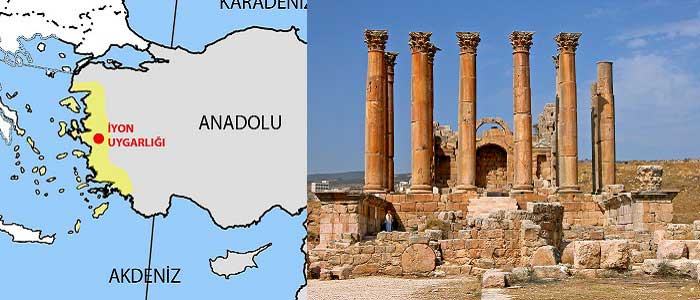 KARADENİZ
ANADOLU
İYON
UYGARLIĞI
AKDENİZ